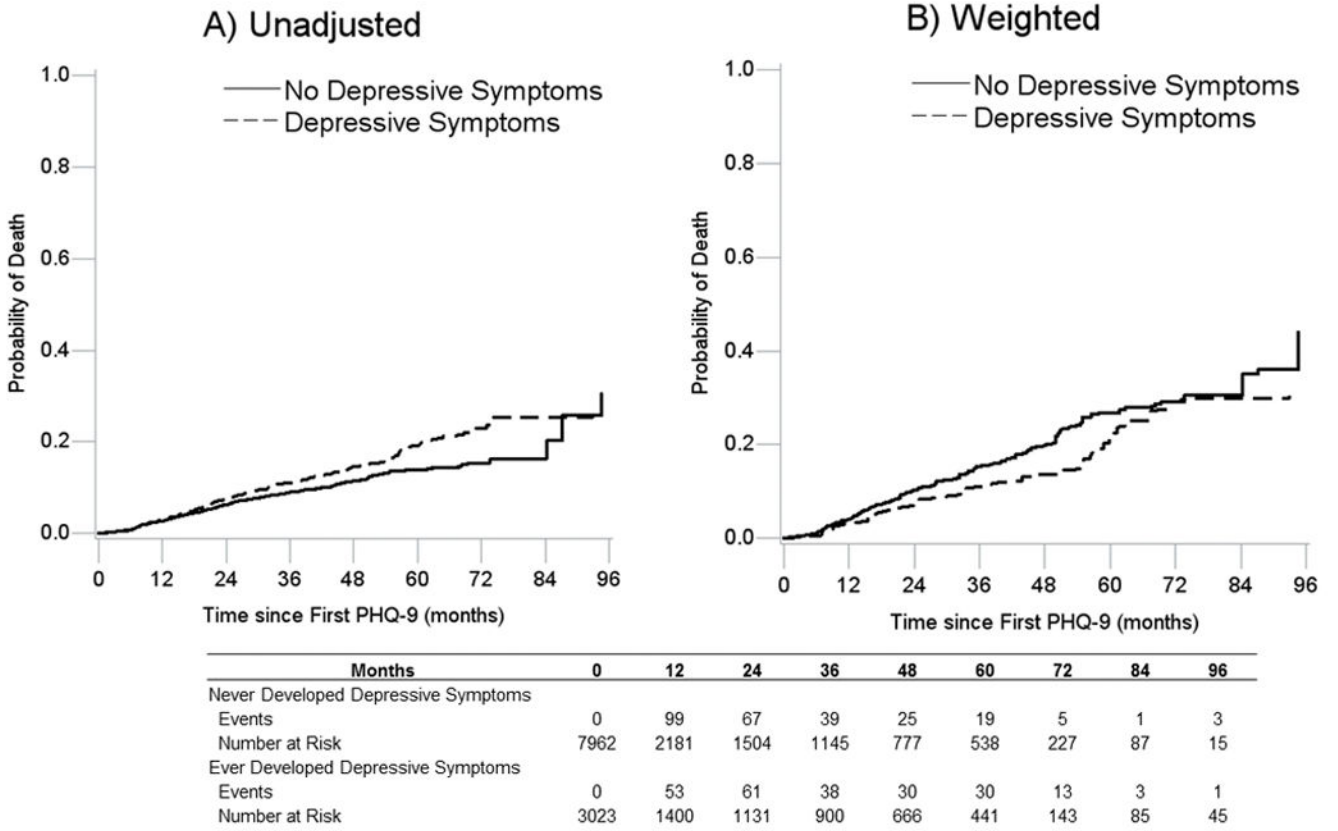 A) Unadjusted
1.0
0.8
0.6
0.4
0.2
0.0
Probability of Death
No Depressive Symptoms
Depressive Symptoms
0 12 24 36 48 60 72 84 96
Time since First PHQ-9 (months)
B) Weighted
1.0
0.8
0.6
0.4
0.2
0.0
Probability of Death
No Depressive Symptoms
Depressive Symptoms
0 12 24 36 48 60 72 84 96
Time since First PHQ-9 (months)
Months 0 12 24 36 48 60 72 84 96
Never Developed Depressive Symptoms
Events 0 99 67 39 25 19 5 1 3
Number at Risk 7962 2181 1504 1145 777 538 227 87 15
Ever Developed Depressive Symptoms
Events 0 53 61 38 30 30 13 3 1
Number at Risk 3023 1400 1131 900 666 441 143 85 45